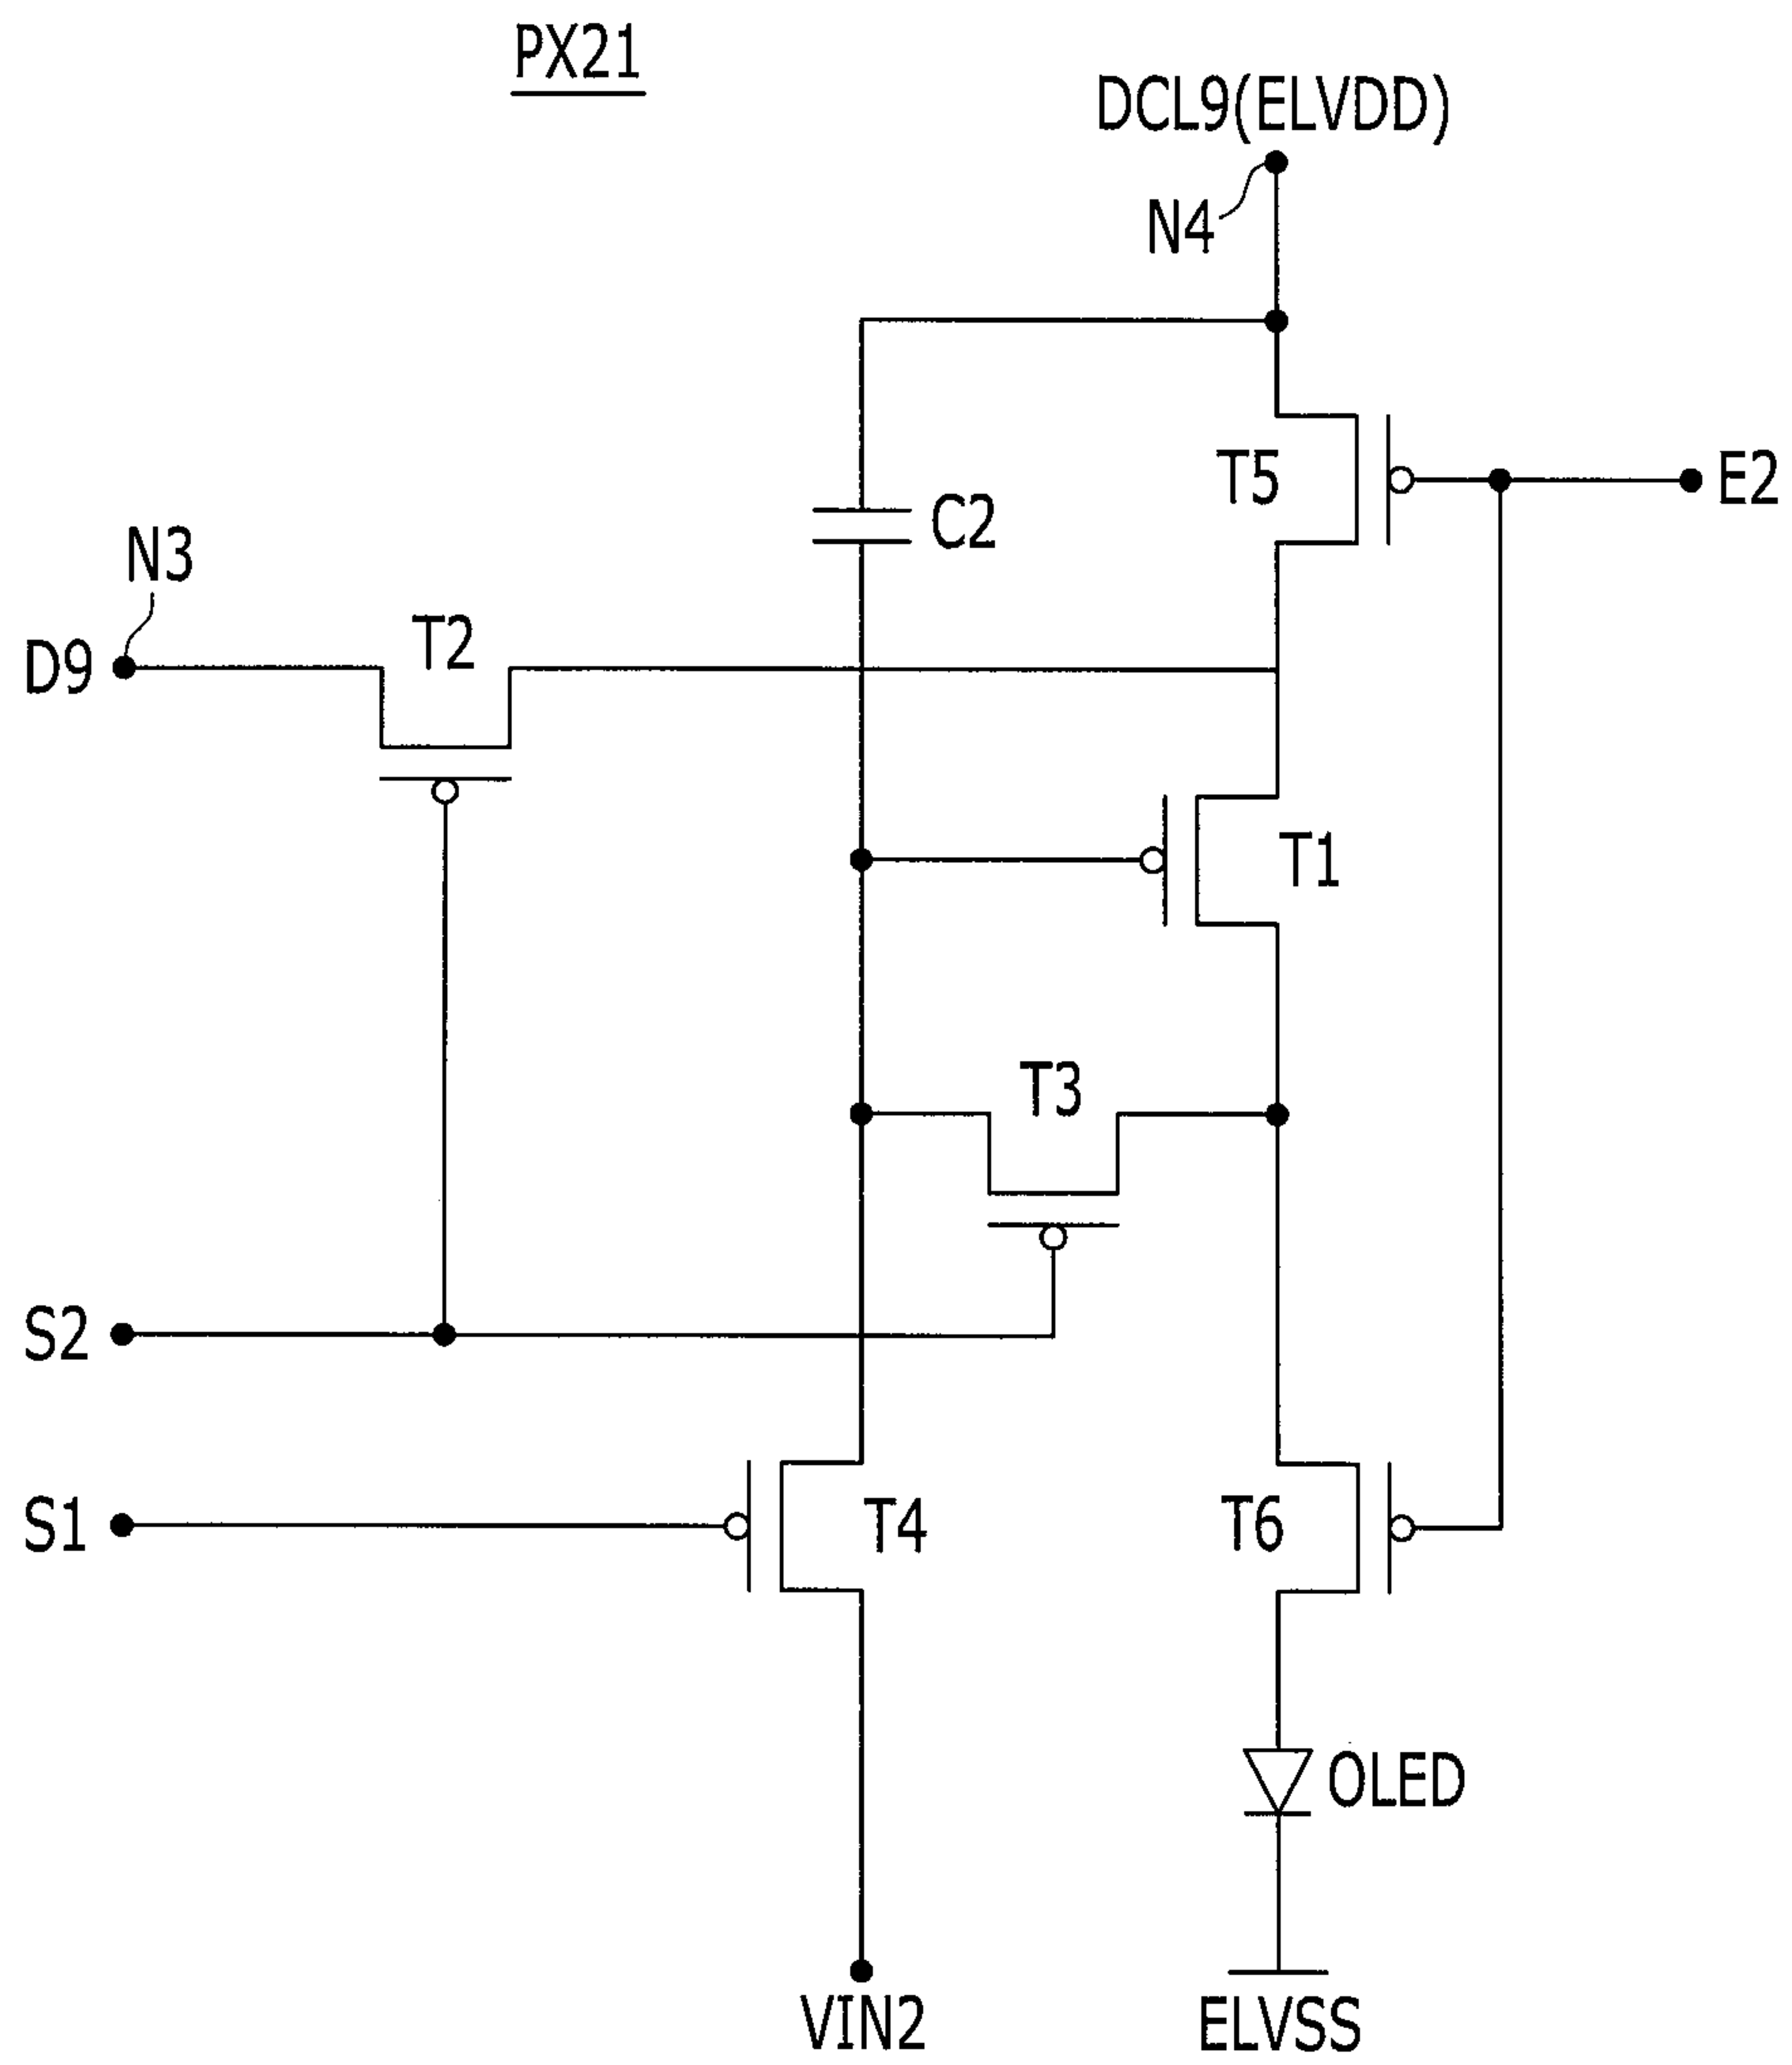 PX21
DCL9(ELVDD)
N4
T5
E2
C2
N3
T2
D9
T1
T3
S2
S1
T4
T6
OLED
VIN2
ELVSS